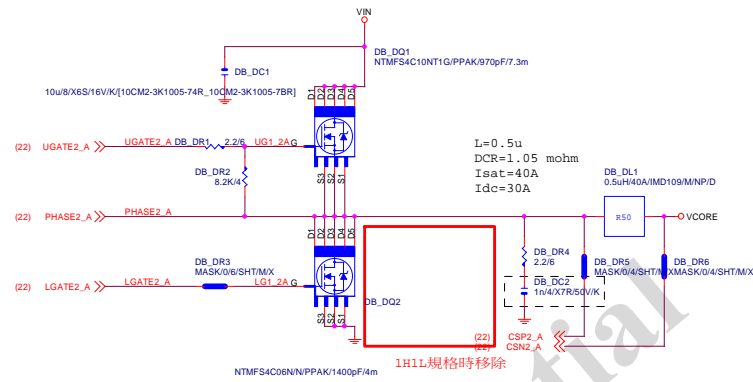 VIN
DB_DQ1
NTMFS4C10NT1G/PPAK/970pF/7.3m
DB_DC1
10u/8/X6S/16V/K/[10CM2-3K1005-74R_10CM2-3K1005-7BR]
D1 D2 D3 D4 D5
(22) UGATE2_A UGATE2_A DB_DR1 2.2/6 UG1_2A G
S3 S2 S1
DB_DR2
8.2K/4
L=0.5u
DCR=1.05 mohm
Isat=40A
Idc=30A
DB_DL1
0.5uH/40A/IMD109/M/NP/D
R50
VCORE
(22) PHASE2_A PHASE2_A
D1 D2 D3 D4 D5
DB_DR3
MASK/0/6/SHT/M/X
(22) LGATE2_A LGATE2_A LG1_2A G
S3 S2 S1
DB_DQ2
NTMFS4C06N/N/PPAK/1400pF/4m
1H1L規格時移除
DB_DR4
2.2/6
DB_DC2
1n/4/X7R/50V/K
DB_DR5
MASK/0/4/SHT/M/X
DB_DR6
MASK/0/4/SHT/M/X
(22) CSP2_A
(22) CSN2_A
ntial